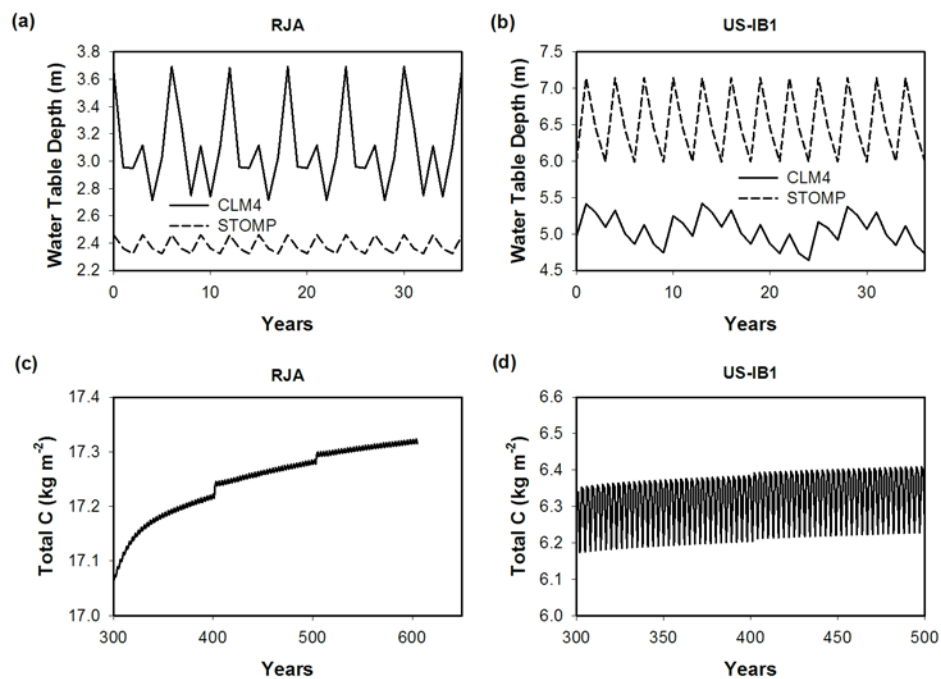 (a) RJA
Water Table Depth (m)
3.8
3.6
3.4
3.2
3.0
2.8
2.6
2.4
2.2
CLM4
STOMP
0 10 20 30
Years
(b) US-IB1
Water Table Depth (m)
7.5
7.0
6.5
6.0
5.5
5.0
4.5
CLM4
STOMP
0 10 20 30
Years
(c) RJA
Total C (kg m⁻²)
17.4
17.3
17.2
17.1
17.0
300 400 500 600
Years
(d) US-IB1
Total C (kg m⁻²)
6.6
6.5
6.4
6.3
6.2
6.1
6.0
300 350 400 450 500
Years